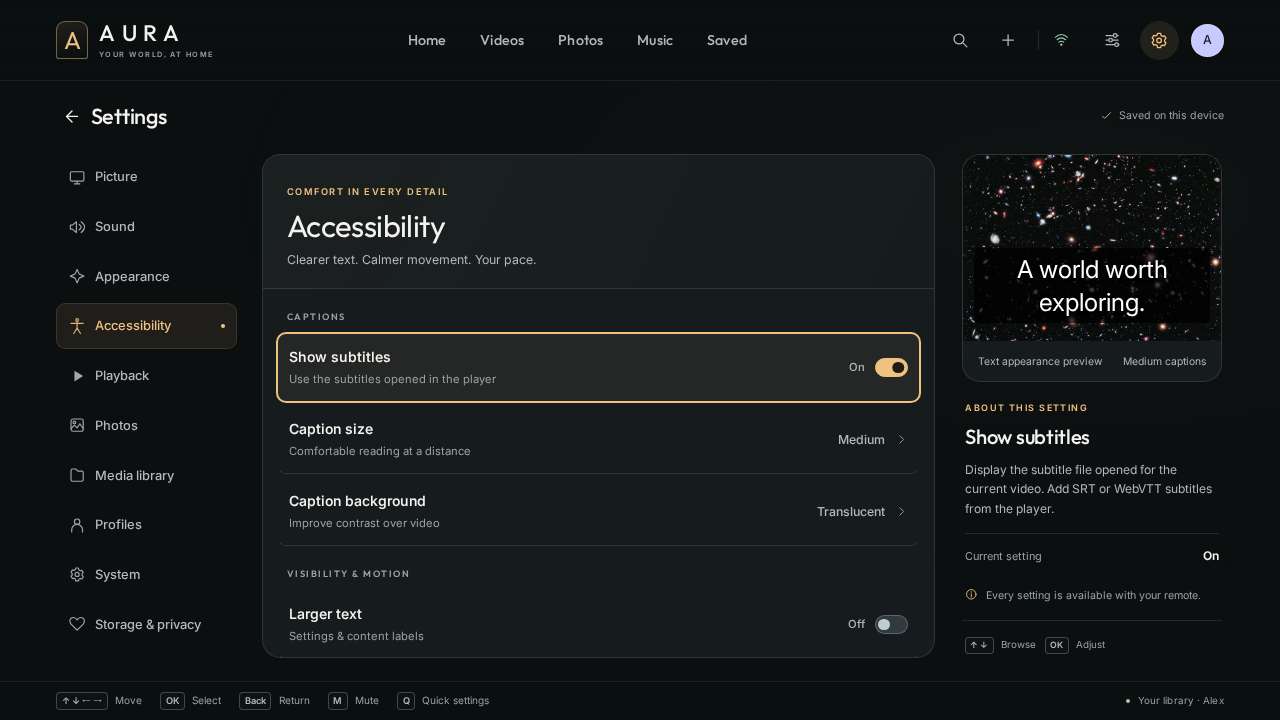 A
AURA
YOUR WORLD, AT HOME
Home
Videos
Photos
Music
Saved
A
Settings
Saved on this device
Picture
Sound
Appearance
Accessibility
Playback
Photos
Media library
Profiles
System
Storage & privacy
COMFORT IN EVERY DETAIL
Accessibility
Clearer text. Calmer movement. Your pace.
CAPTIONS
Show subtitles
Use the subtitles opened in the player
On
Caption size
Comfortable reading at a distance
Medium
Caption background
Improve contrast over video
Translucent
VISIBILITY & MOTION
Larger text
Settings & content labels
Off
A world worth
exploring.
Text appearance preview
Medium captions
ABOUT THIS SETTING
Show subtitles
Display the subtitle file opened for the
current video. Add SRT or WebVTT subtitles
from the player.
Current setting
On
Every setting is available with your remote.
↑↓ Browse OK Adjust
↑↓←→ Move OK Select Back Return M Mute Q Quick settings
Your library · Alex